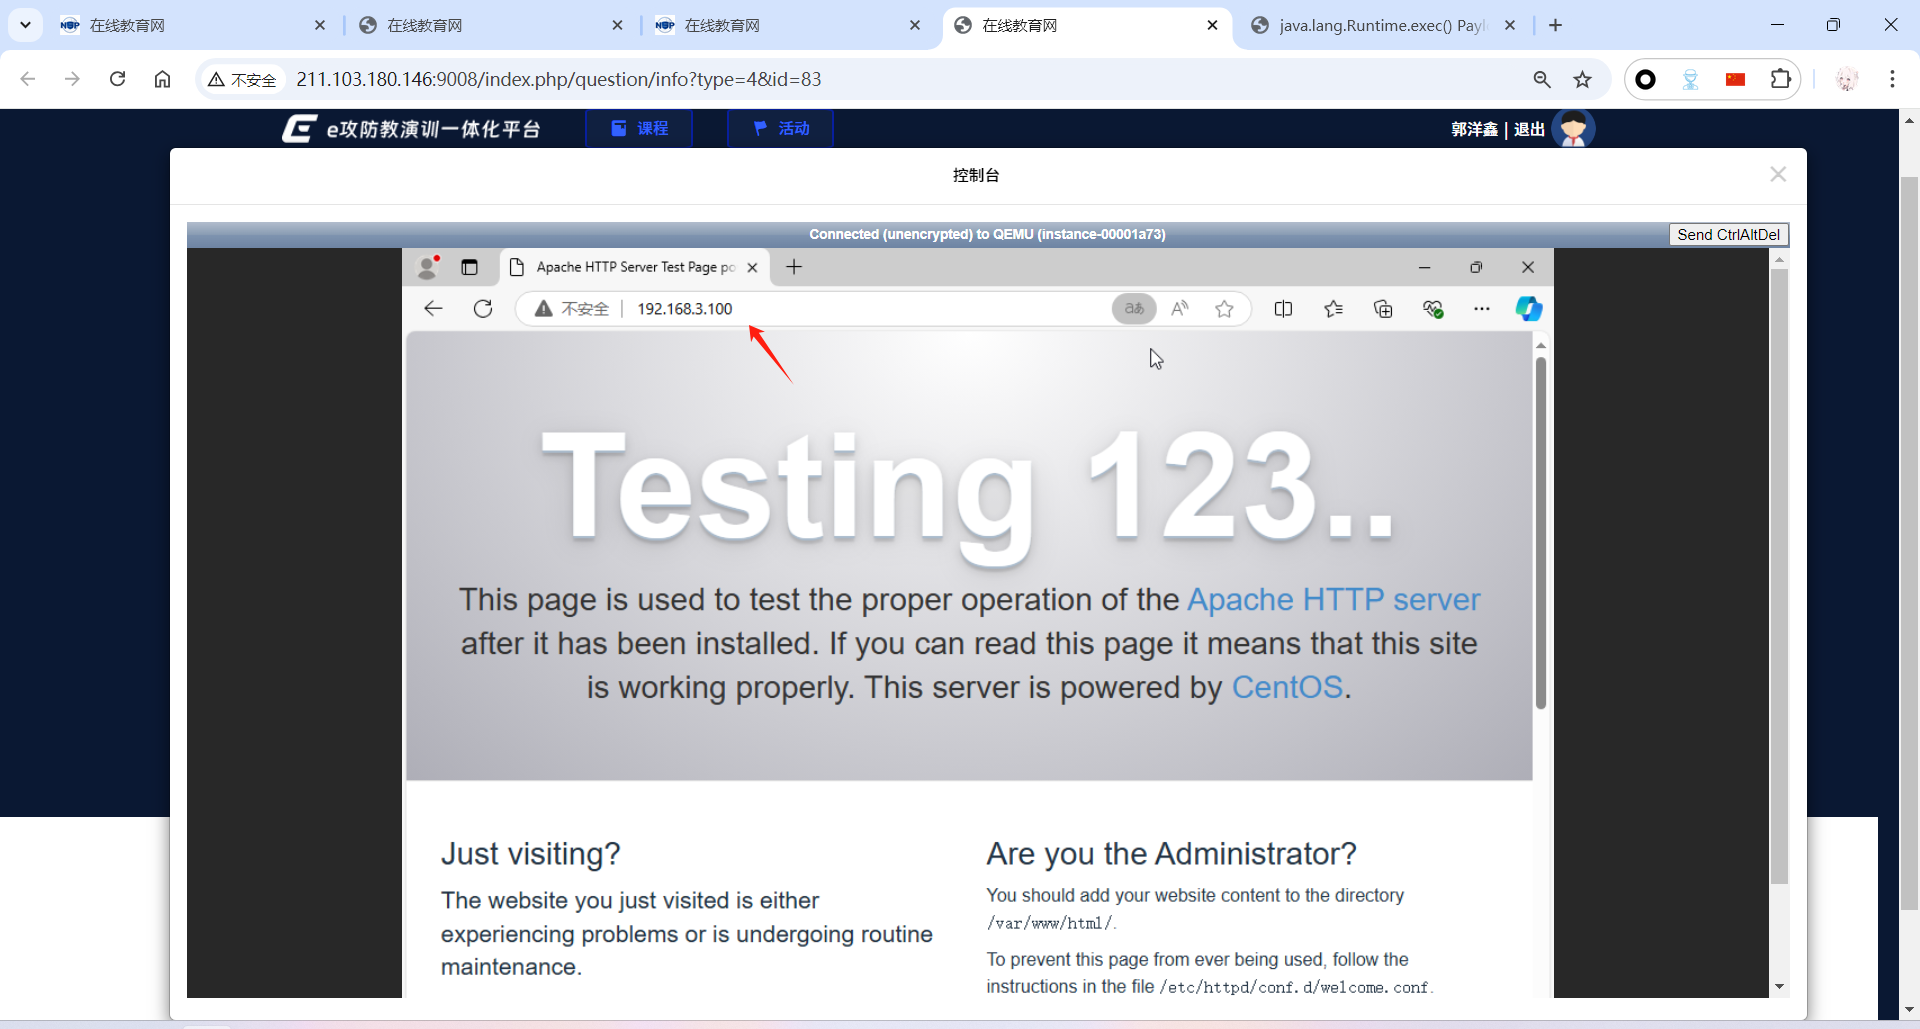 在线教育网
在线教育网
在线教育网
在线教育网
java.lang.Runtime.exec() Payl
不安全
211.103.180.146:9008/index.php/question/info?type=4&id=83
e攻防教演训一体化平台
课程
活动
郭洋鑫 | 退出
控制台
Connected (unencrypted) to QEMU (instance-00001a73)
Send CtrlAltDel
Apache HTTP Server Test Page po
不安全
192.168.3.100
Testing 123..
This page is used to test the proper operation of the Apache HTTP server
after it has been installed. If you can read this page it means that this site
is working properly. This server is powered by CentOS.
Just visiting?
The website you just visited is either
experiencing problems or is undergoing routine
maintenance.
Are you the Administrator?
You should add your website content to the directory
/var/www/html/.
To prevent this page from ever being used, follow the
instructions in the file /etc/httpd/conf.d/welcome.conf.